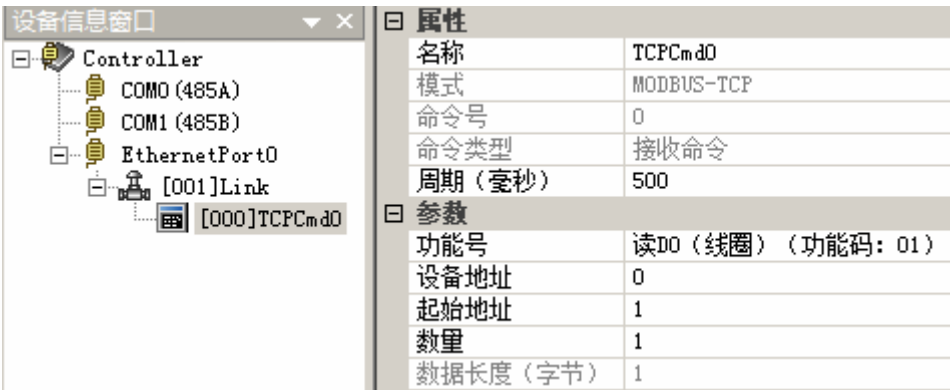 设备信息窗口
Controller
COM0(485A)
COM1(485B)
EthernetPort0
[001]Link
[000]TCPCmd0
属性
名称 TCPCmd0
模式 MODBUS-TCP
命令号 0
命令类型 接收命令
周期（毫秒） 500
参数
功能号 读DO（线圈）（功能码：01）
设备地址 0
起始地址 1
数量 1
数据长度（字节） 1